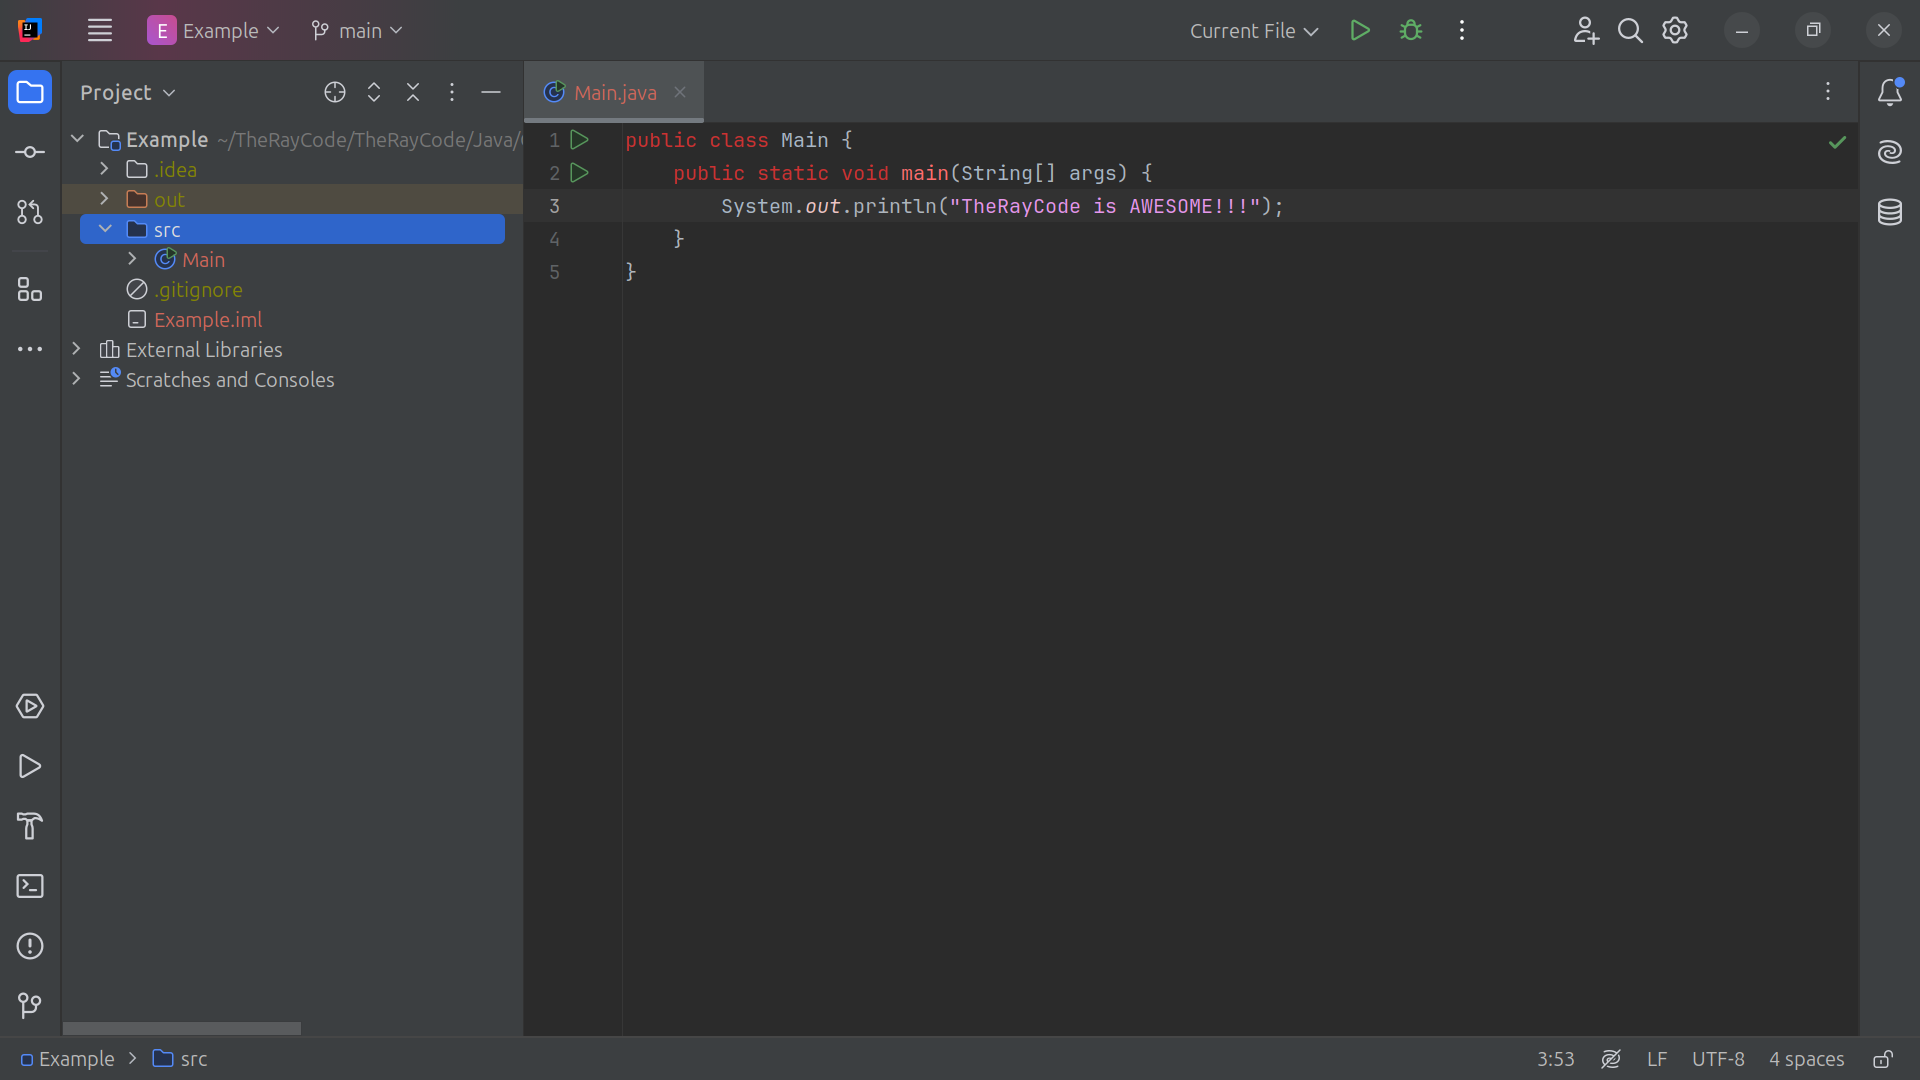 E Example main Current File
Project
Main.java
Example ~/TheRayCode/TheRayCode/Java/
.idea
out
src
Main
.gitignore
Example.iml
External Libraries
Scratches and Consoles
1 public class Main {
2 public static void main(String[] args) {
3 System.out.println("TheRayCode is AWESOME!!!");
4 }
5 }
Example > src 3:53 LF UTF-8 4 spaces